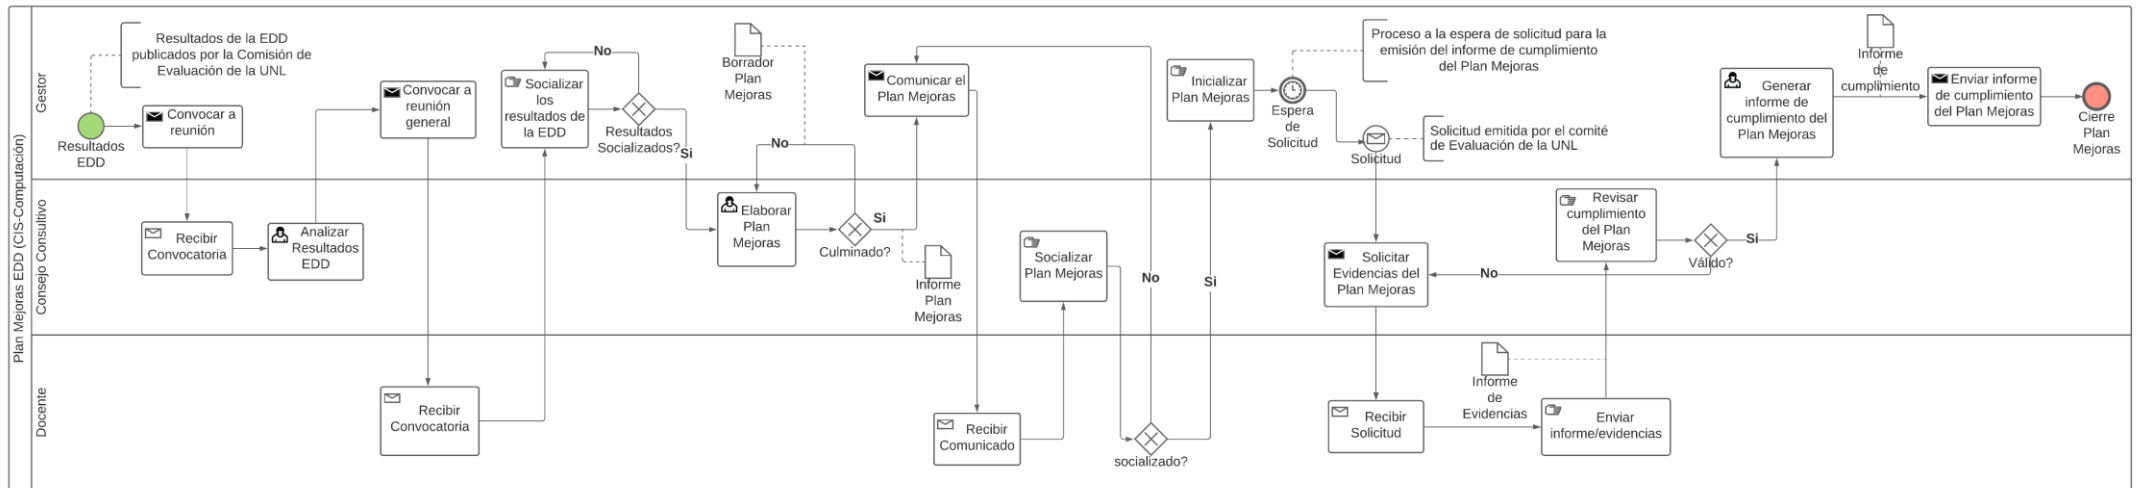 Plan Mejoras EDD (CIS-Computación)
Gestor
Resultados de la EDD
publicados por la Comisión de
Evaluación de la UNL
Resultados
EDD
Convocar a
reunión
Convocar a
reunión
general
No
Socializar
los
resultados de
la EDD
Resultados
Socializados?
Si
Borrador
Plan
Mejoras
No
Comunicar el
Plan Mejoras
Inicializar
Plan Mejoras
Proceso a la espera de solicitud para la
emisión del informe de cumplimiento
del Plan Mejoras
Espera
de
Solicitud
Solicitud
Solicitud emitida por el comité
de Evaluación de la UNL
Generar
informe de
cumplimiento del
Plan Mejoras
Informe
de
cumplimiento
Enviar informe
de cumplimiento
del Plan Mejoras
Cierre
Plan
Mejoras
Consejo Consultivo
Recibir
Convocatoria
Analizar
Resultados
EDD
Elaborar
Plan
Mejoras
Si
Culminado?
Informe
Plan
Mejoras
Socializar
Plan Mejoras
No
Si
Solicitar
Evidencias del
Plan Mejoras
No
Revisar
cumplimiento
del Plan
Mejoras
Si
Válido?
Docente
Recibir
Convocatoria
Recibir
Comunicado
socializado?
Recibir
Solicitud
Informe
de
Evidencias
Enviar
informe/evidencias